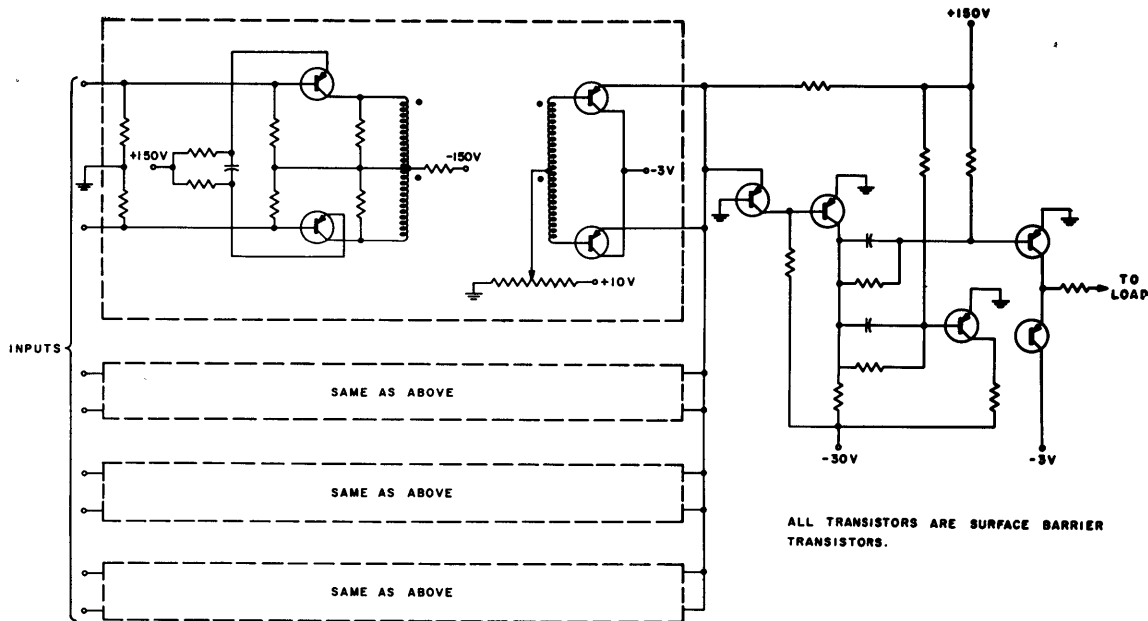 +150V
+150V
-150V
-3V
+10V
TO
LOAD
INPUTS
SAME AS ABOVE
-30V
-3V
SAME AS ABOVE
ALL TRANSISTORS ARE SURFACE BARRIER
TRANSISTORS.
SAME AS ABOVE